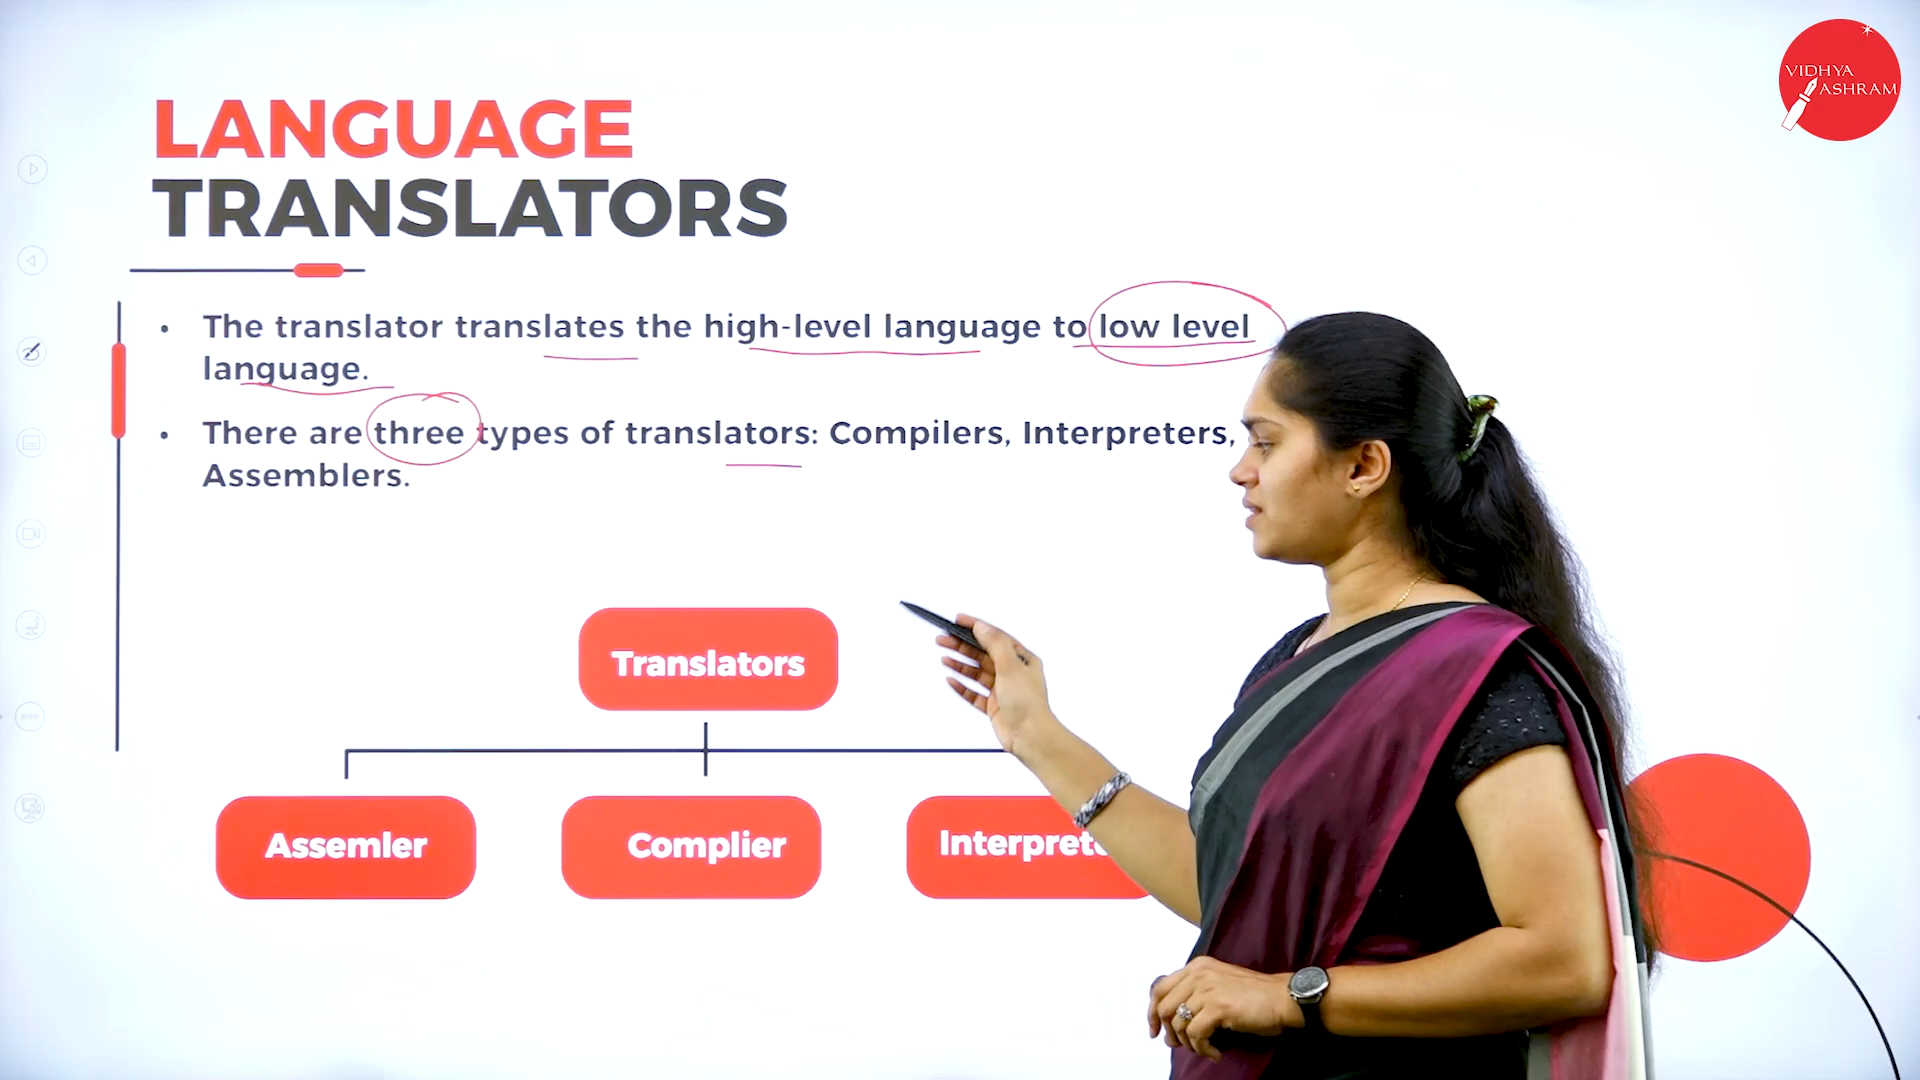 VIDHYA
ASHRAM
LANGUAGE
TRANSLATORS
• The translator translates the high-level language to low level
language.
• There are three types of translators: Compilers, Interpreters,
Assemblers.
Translators
Assemler
Complier